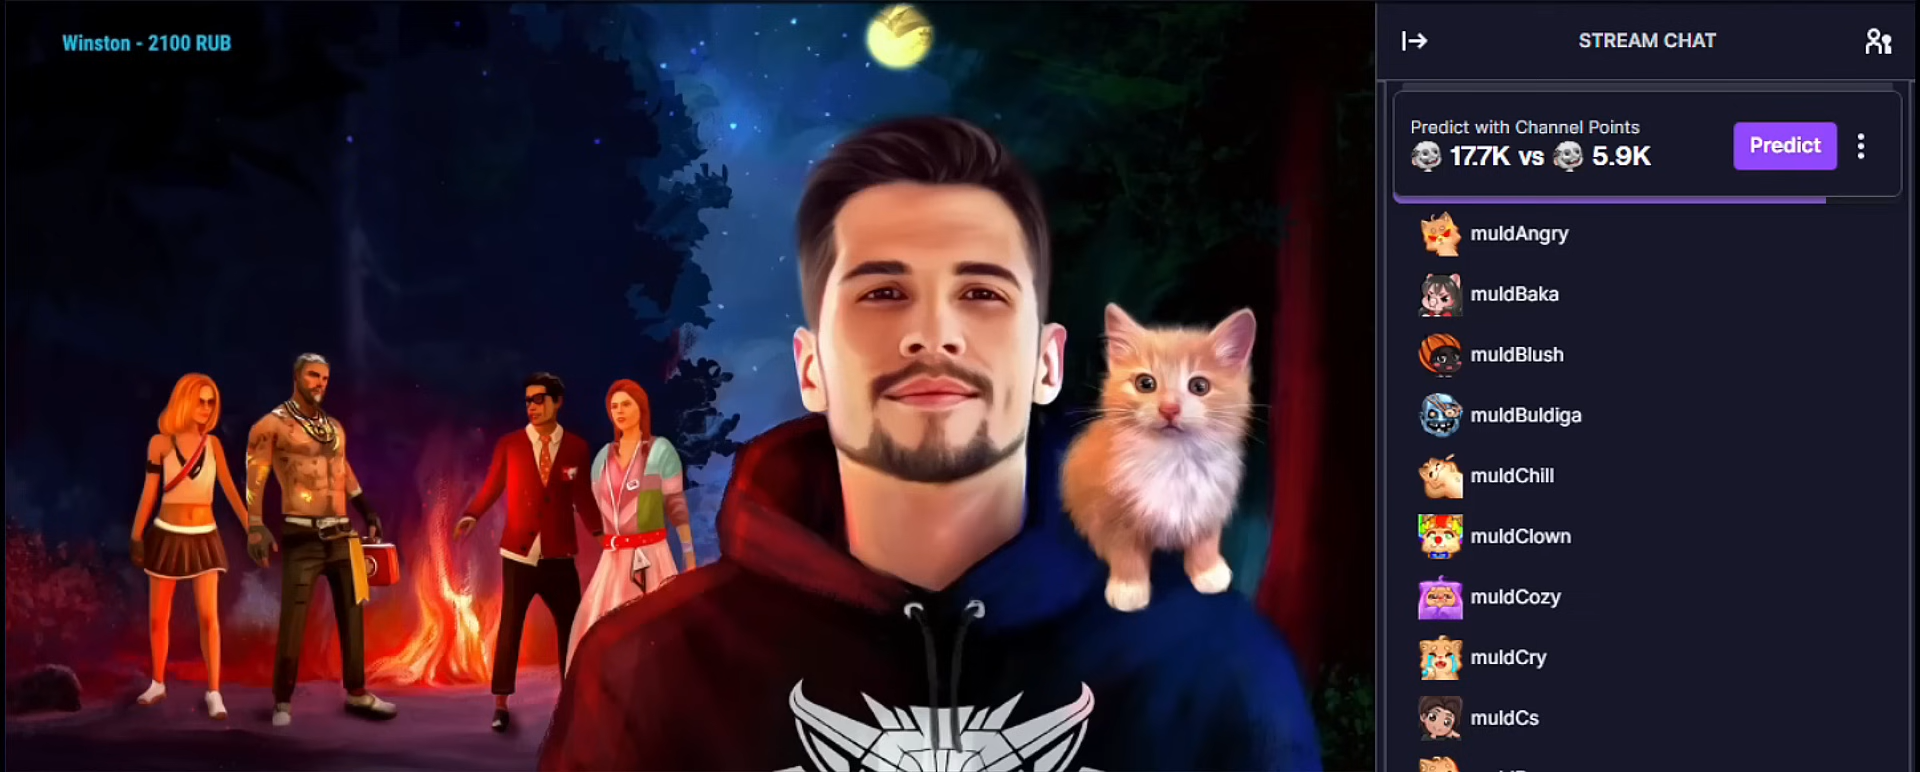 Winston - 2100 RUB
STREAM CHAT
Predict with Channel Points
17.7K vs 5.9K
Predict
muldAngry
muldBaka
muldBlush
muldBuldiga
muldChill
muldClown
muldCozy
muldCry
muldCs